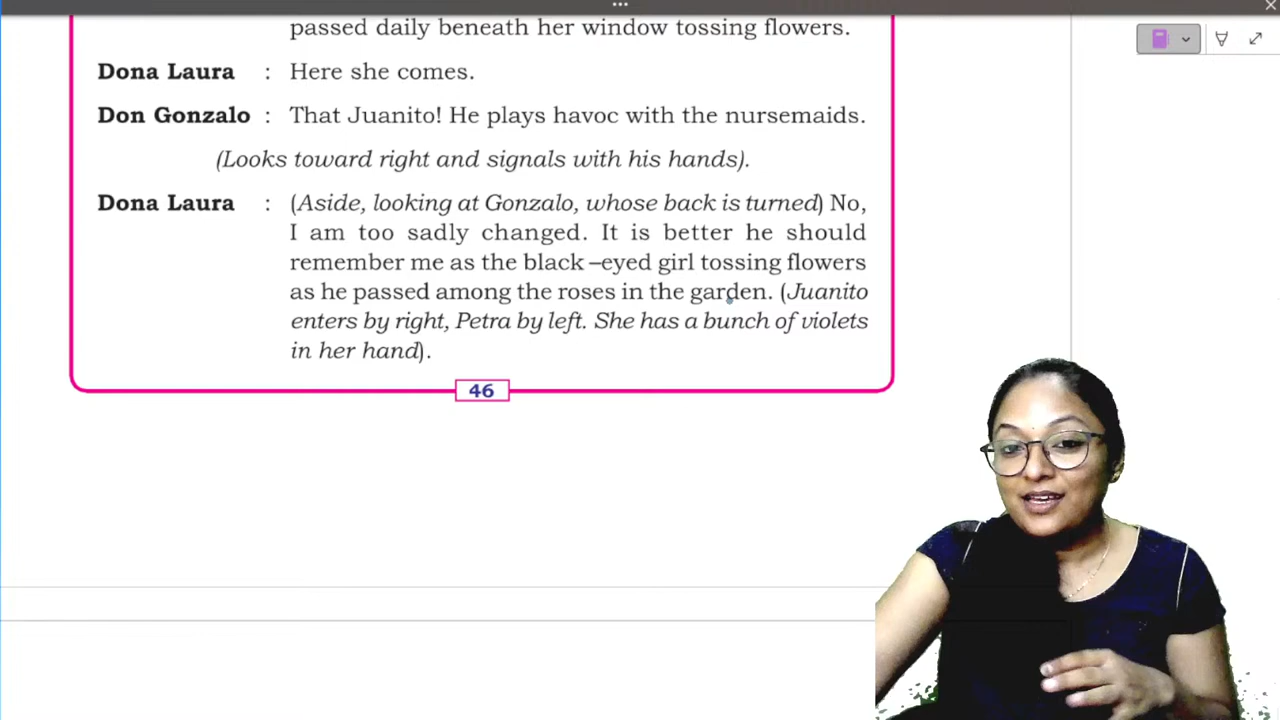 passed daily beneath her window tossing flowers.
Dona Laura : Here she comes.
Don Gonzalo : That Juanito! He plays havoc with the nursemaids.
(Looks toward right and signals with his hands).
Dona Laura : (Aside, looking at Gonzalo, whose back is turned) No,
I am too sadly changed. It is better he should
remember me as the black –eyed girl tossing flowers
as he passed among the roses in the garden. (Juanito
enters by right, Petra by left. She has a bunch of violets
in her hand).
46